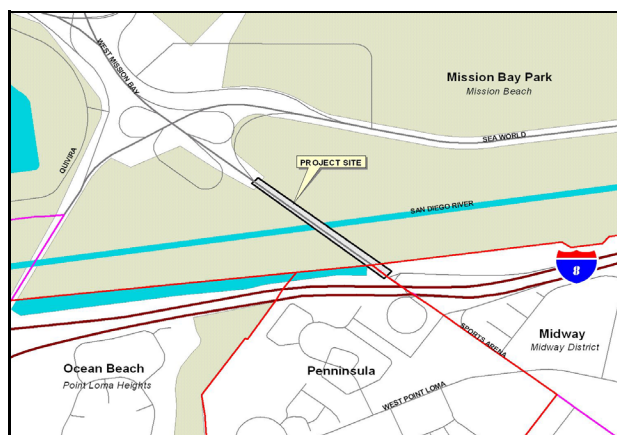 WEST MISSION BAY
Mission Bay Park
Mission Beach
SEA WORLD
QUIVIRA
PROJECT SITE
SAN DIEGO RIVER
8
SPORTS ARENA
Midway
Midway District
Ocean Beach
Point Loma Heights
Penninsula
WEST POINT LOMA